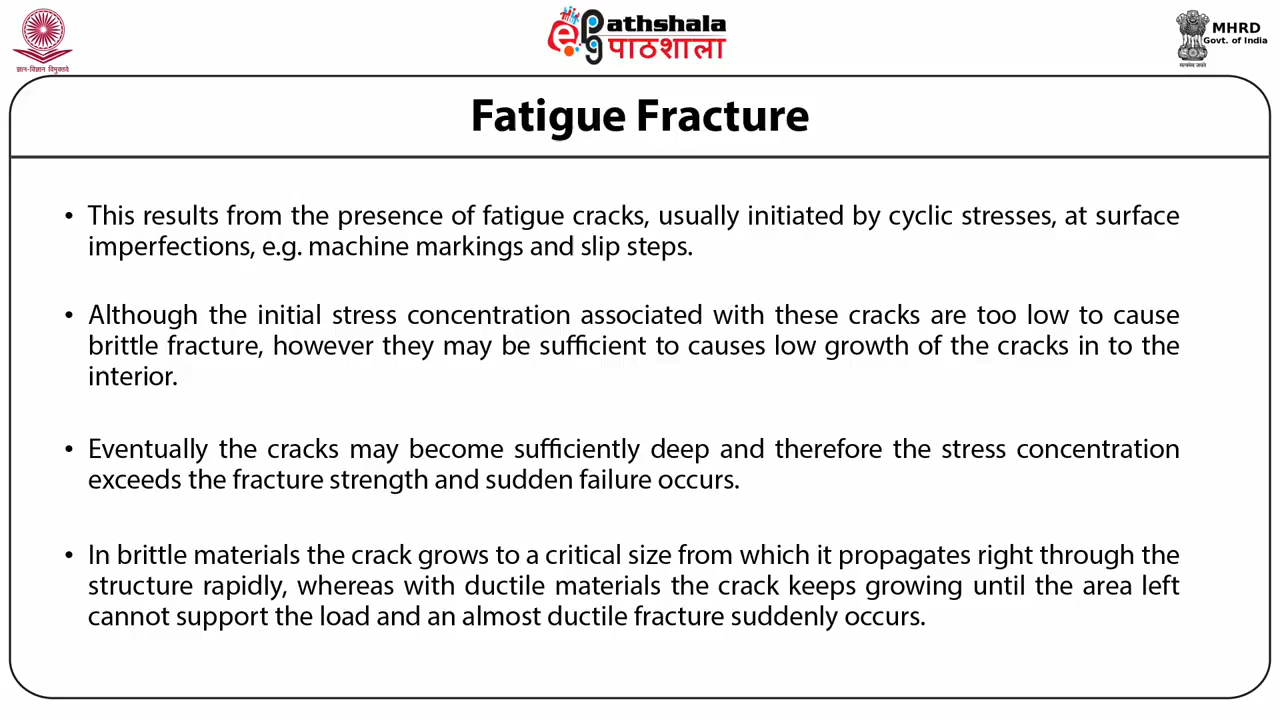 ज्ञान-विज्ञान विमुक्तये
ePathshala
पाठशाला
MHRD
Govt. of India
सत्यमेव जयते
Fatigue Fracture
• This results from the presence of fatigue cracks, usually initiated by cyclic stresses, at surface
imperfections, e.g. machine markings and slip steps.
• Although the initial stress concentration associated with these cracks are too low to cause
brittle fracture, however they may be sufficient to causes low growth of the cracks in to the
interior.
• Eventually the cracks may become sufficiently deep and therefore the stress concentration
exceeds the fracture strength and sudden failure occurs.
• In brittle materials the crack grows to a critical size from which it propagates right through the
structure rapidly, whereas with ductile materials the crack keeps growing until the area left
cannot support the load and an almost ductile fracture suddenly occurs.